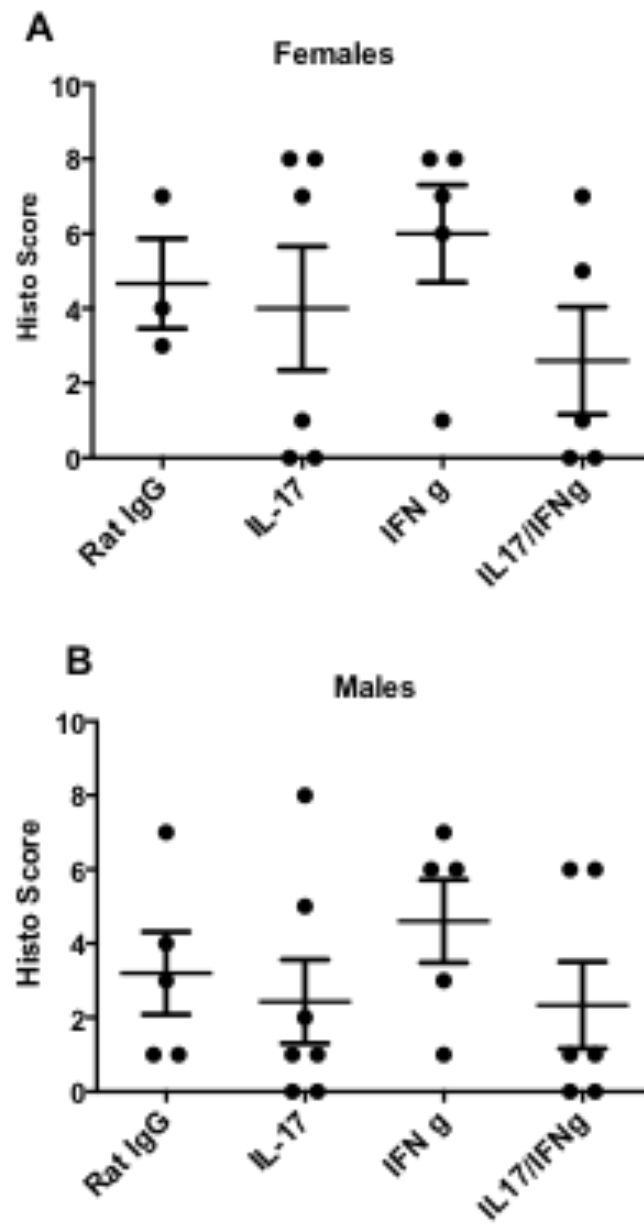 A
Females
Histo Score
10
8
6
4
2
0
Rat IgG
IL-17
IFN g
IL17/IFNg
B
Males
Histo Score
10
8
6
4
2
0
Rat IgG
IL-17
IFN g
IL17/IFNg